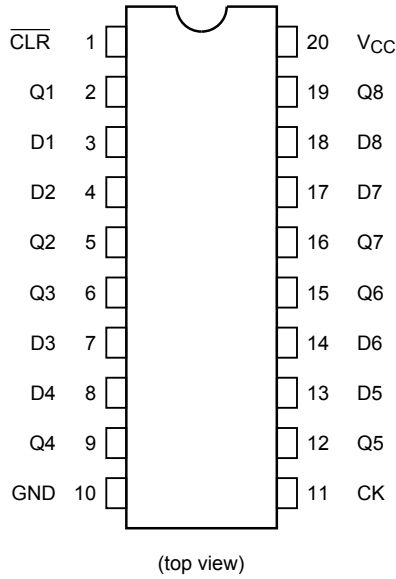 C̅L̅R̅ 1 20 VCC
Q1 2 19 Q8
D1 3 18 D8
D2 4 17 D7
Q2 5 16 Q7
Q3 6 15 Q6
D3 7 14 D6
D4 8 13 D5
Q4 9 12 Q5
GND 10 11 CK
(top view)